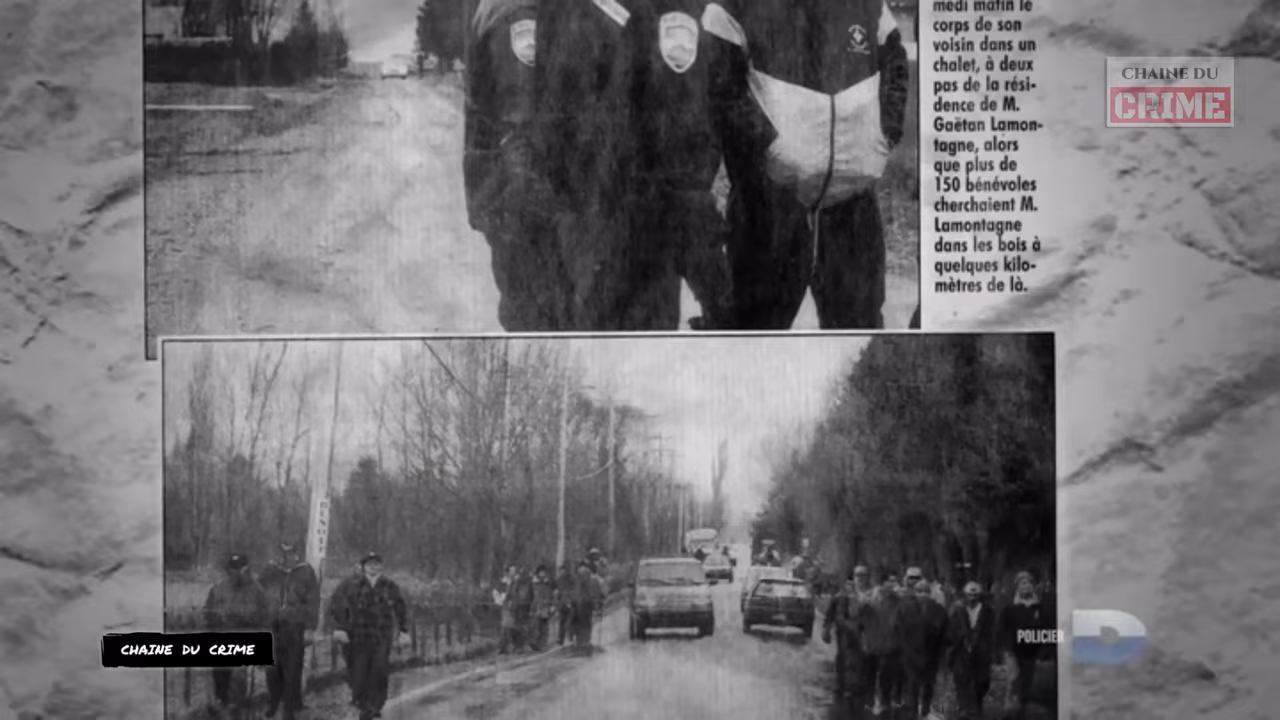 medi matin le
corps de son
voisin dans un
chalet, à deux
pas de la rési-
dence de M.
Gaëtan Lamon-
tagne, alors
que plus de
150 bénévoles
cherchaient M.
Lamontagne
dans les bois à
quelques kilo-
mètres de là.
CHAINE DU
CRIME
POLICIER
D
CHAINE DU CRIME